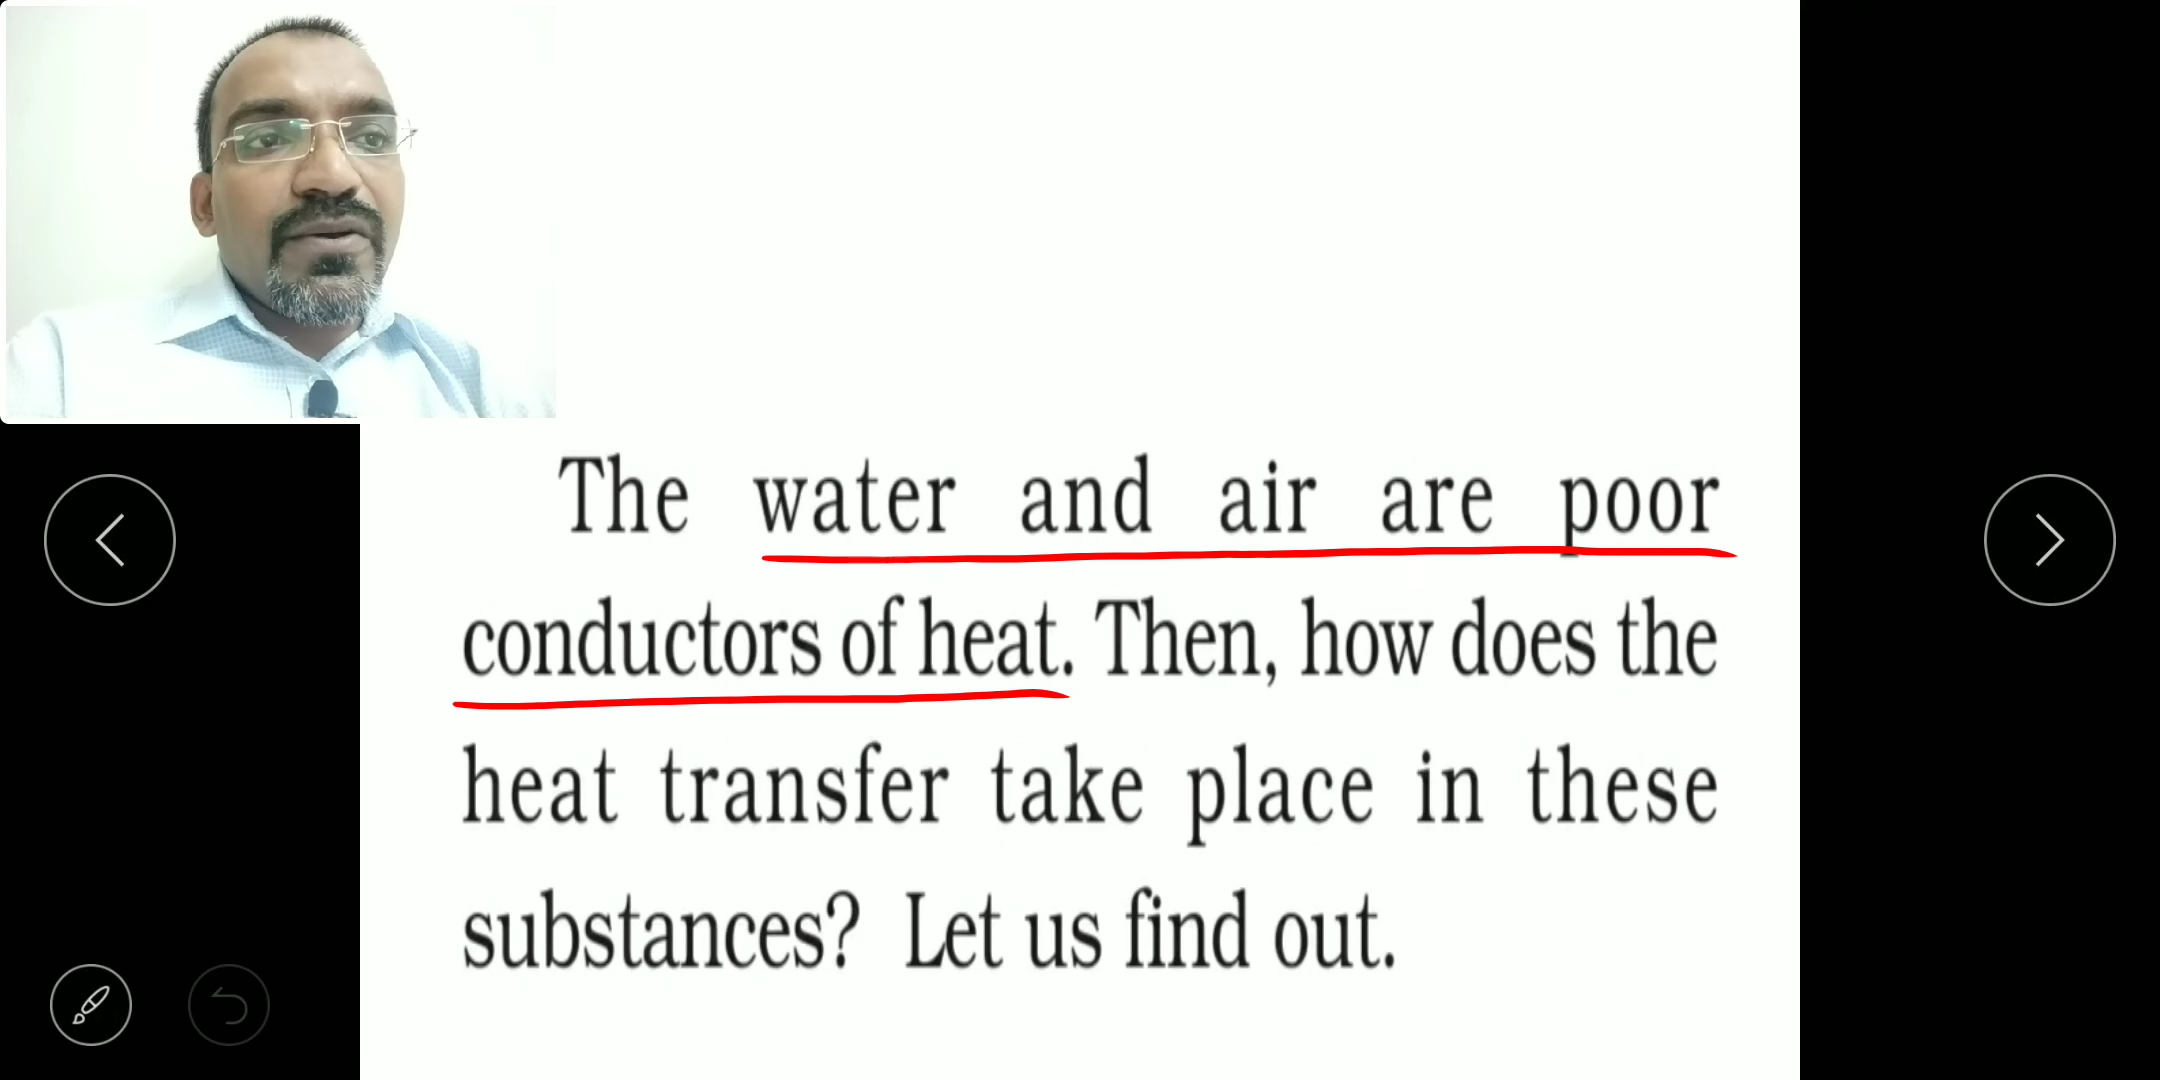 The water and air are poor
conductors of heat. Then, how does the
heat transfer take place in these
substances? Let us find out.